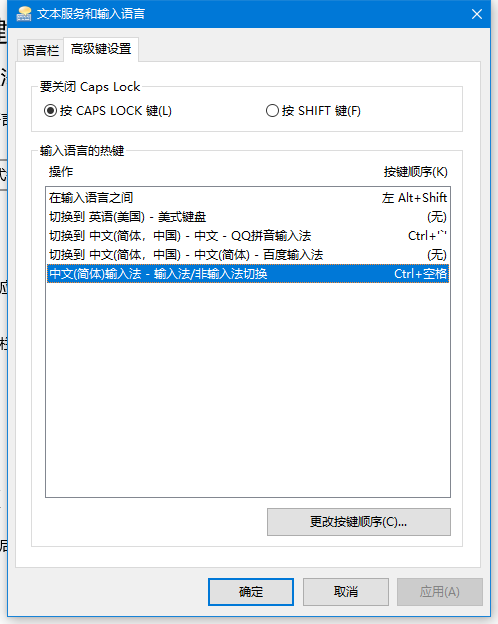 文本服务和输入语言
语言栏 高级键设置
要关闭 Caps Lock
按 CAPS LOCK 键(L) 按 SHIFT 键(F)
输入语言的热键
操作 按键顺序(K)
在输入语言之间 左 Alt+Shift
切换到 英语(美国) - 美式键盘 (无)
切换到 中文(简体，中国) - 中文 - QQ拼音输入法 Ctrl+'`'
切换到 中文(简体，中国) - 中文(简体) - 百度输入法 (无)
中文(简体)输入法 - 输入法/非输入法切换 Ctrl+空格
更改按键顺序(C)...
确定 取消 应用(A)